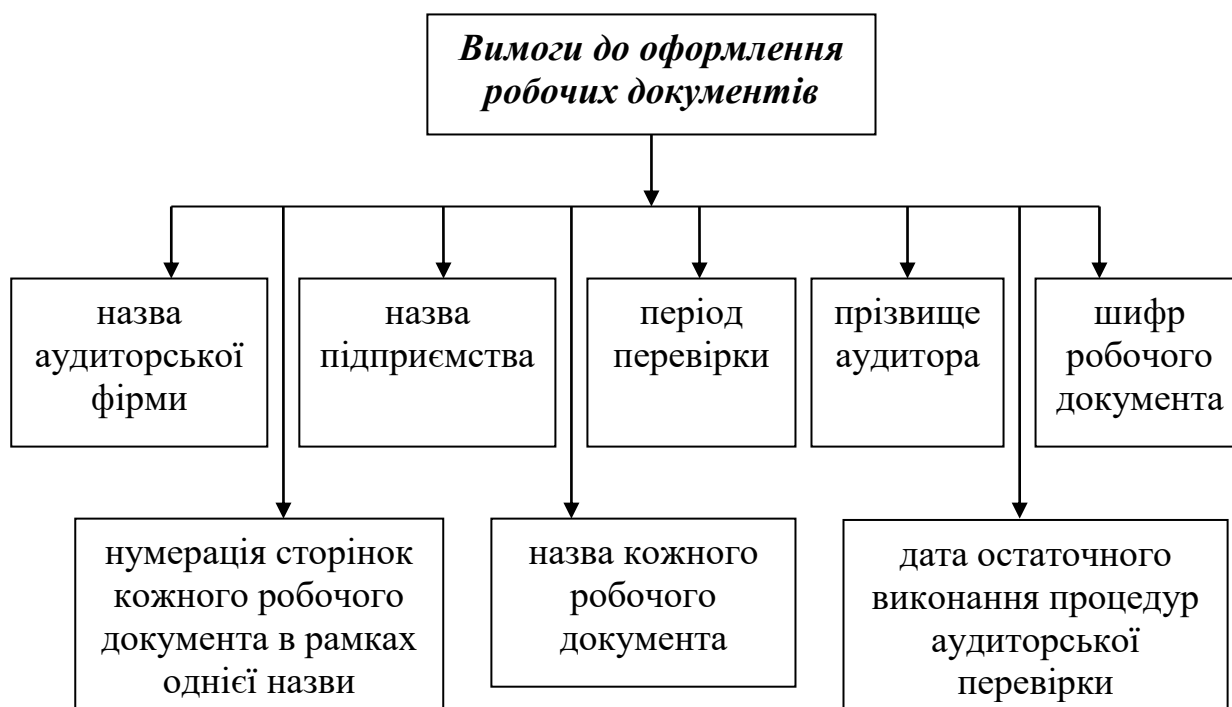 Вимоги до оформлення
робочих документів
назва
аудиторської
фірми
назва
підприємства
період
перевірки
прізвище
аудитора
шифр
робочого
документа
нумерація сторінок
кожного робочого
документа в рамках
однієї назви
назва кожного
робочого
документа
дата остаточного
виконання процедур
аудиторської
перевірки